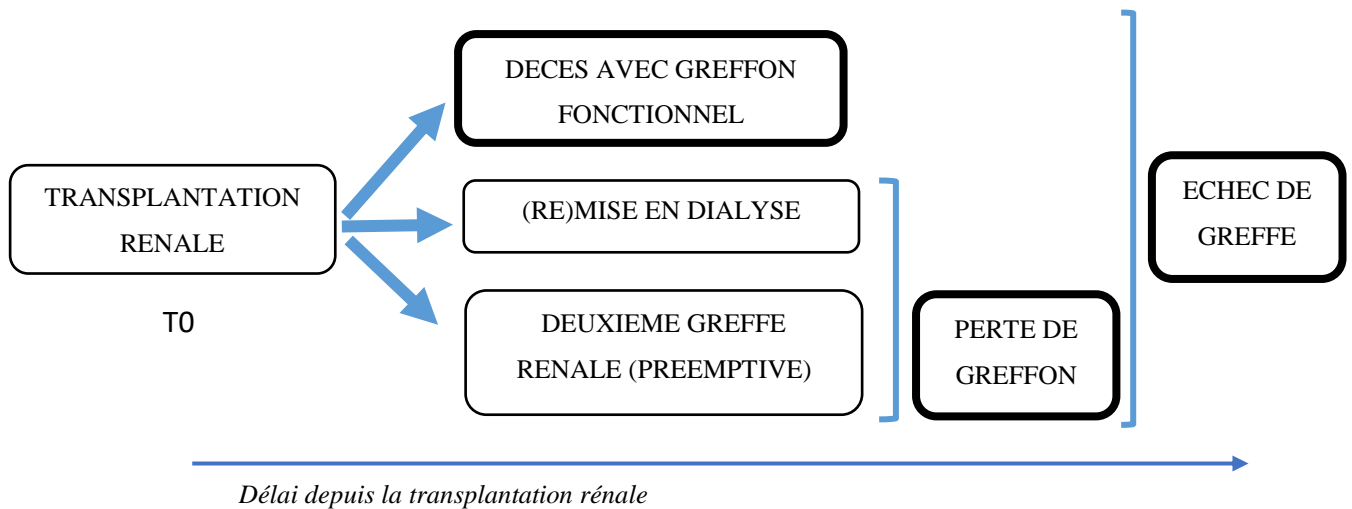 DECES AVEC GREFFON
FONCTIONNEL
TRANSPLANTATION
RENALE
T0
(RE)MISE EN DIALYSE
DEUXIEME GREFFE
RENALE (PREEMPTIVE)
PERTE DE
GREFFON
ECHEC DE
GREFFE
Délai depuis la transplantation rénale